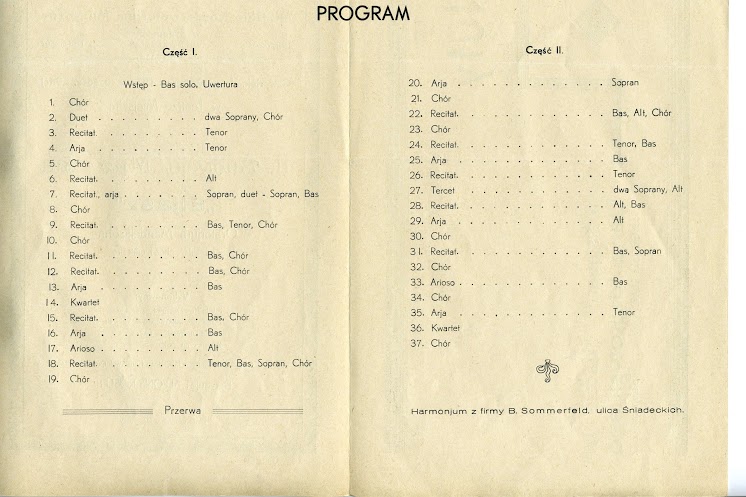 PROGRAM
Część I.
Wstęp - Bas solo, Uwertura
1. Chór
2. Duet . . . . . . . . . dwa Soprany, Chór
3. Recitat. . . . . . . . . Tenor
4. Arja . . . . . . . . . Tenor
5. Chór
6. Recitat. . . . . . . . . Alt
7. Recitat., arja . . . . . . . Sopran, duet - Sopran, Bas
8. Chór
9. Recitat. . . . . . . . . Bas, Tenor, Chór
10. Chór
11. Recitat. . . . . . . . . Bas, Chór
12. Recitat. . . . . . . . . Bas, Chór
13. Arja . . . . . . . . . Bas
14. Kwartet
15. Recitat. . . . . . . . . Bas, Chór
16. Arja . . . . . . . . . Bas
17. Arioso . . . . . . . . . Alt
18. Recitat. . . . . . . . . Tenor, Bas, Sopran, Chór
19. Chór
Przerwa
Część II.
20. Arja . . . . . . . . . . . . . Sopran
21. Chór
22. Recitat. . . . . . . . . . . . . Bas, Alt, Chór
23. Chór
24. Recitat. . . . . . . . . . . . . Tenor, Bas
25. Arja . . . . . . . . . . . . . Bas
26. Recitat. . . . . . . . . . . . . Tenor
27. Tercet . . . . . . . . . . . . dwa Soprany, Alt
28. Recitat. . . . . . . . . . . . . Alt, Bas
29. Arja . . . . . . . . . . . . . Alt
30. Chór
31. Recitat. . . . . . . . . . . . . Bas, Sopran
32. Chór
33. Arioso . . . . . . . . . . . . . Bas
34. Chór
35. Arja . . . . . . . . . . . . . Tenor
36. Kwartet
37. Chór
Harmonjum z firmy B. Sommerfeld, ulica Śniadeckich.